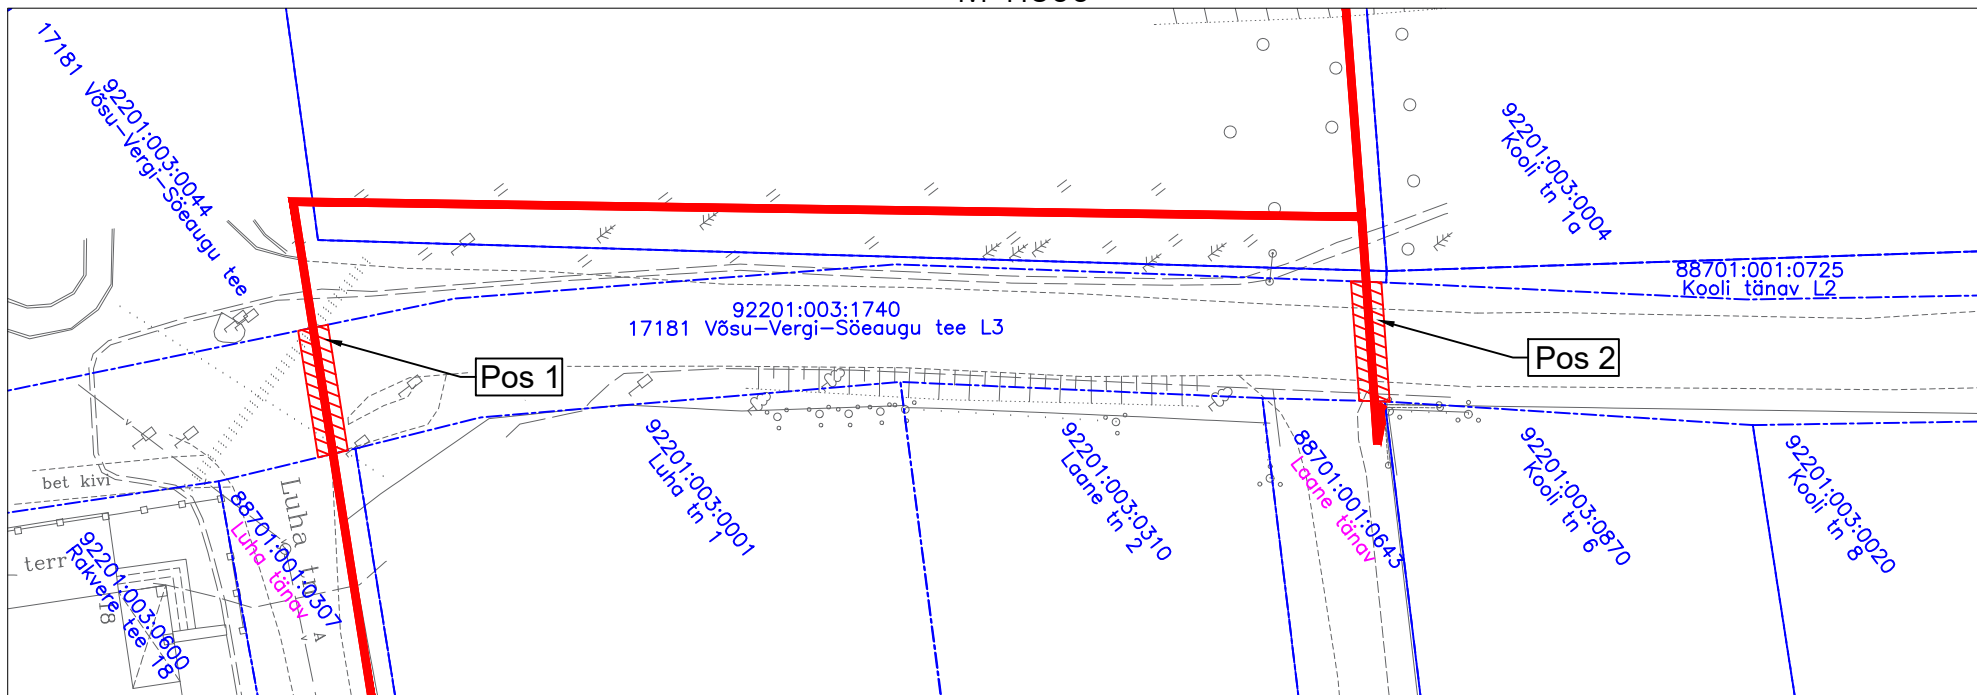 92201:003:0044
17181 Võsu-Vergi-Söeaugu tee
92201:003:0004
Kooli tn 1a
88701:001:0725
Kooli tänav L2
92201:003:1740
17181 Võsu-Vergi-Söeaugu tee L3
Pos 1
Pos 2
bet kivi
terr
18
92201:003:0600
Rakvere tee 18
88701:001:0307
Luha tänav
Luha tn
A
92201:003:0001
Luha tn 1
92201:003:0310
Laane tn 2
88701:001:0643
Laane tänav
92201:003:0870
Kooli tn 6
92201:003:0020
Kooli tn 8